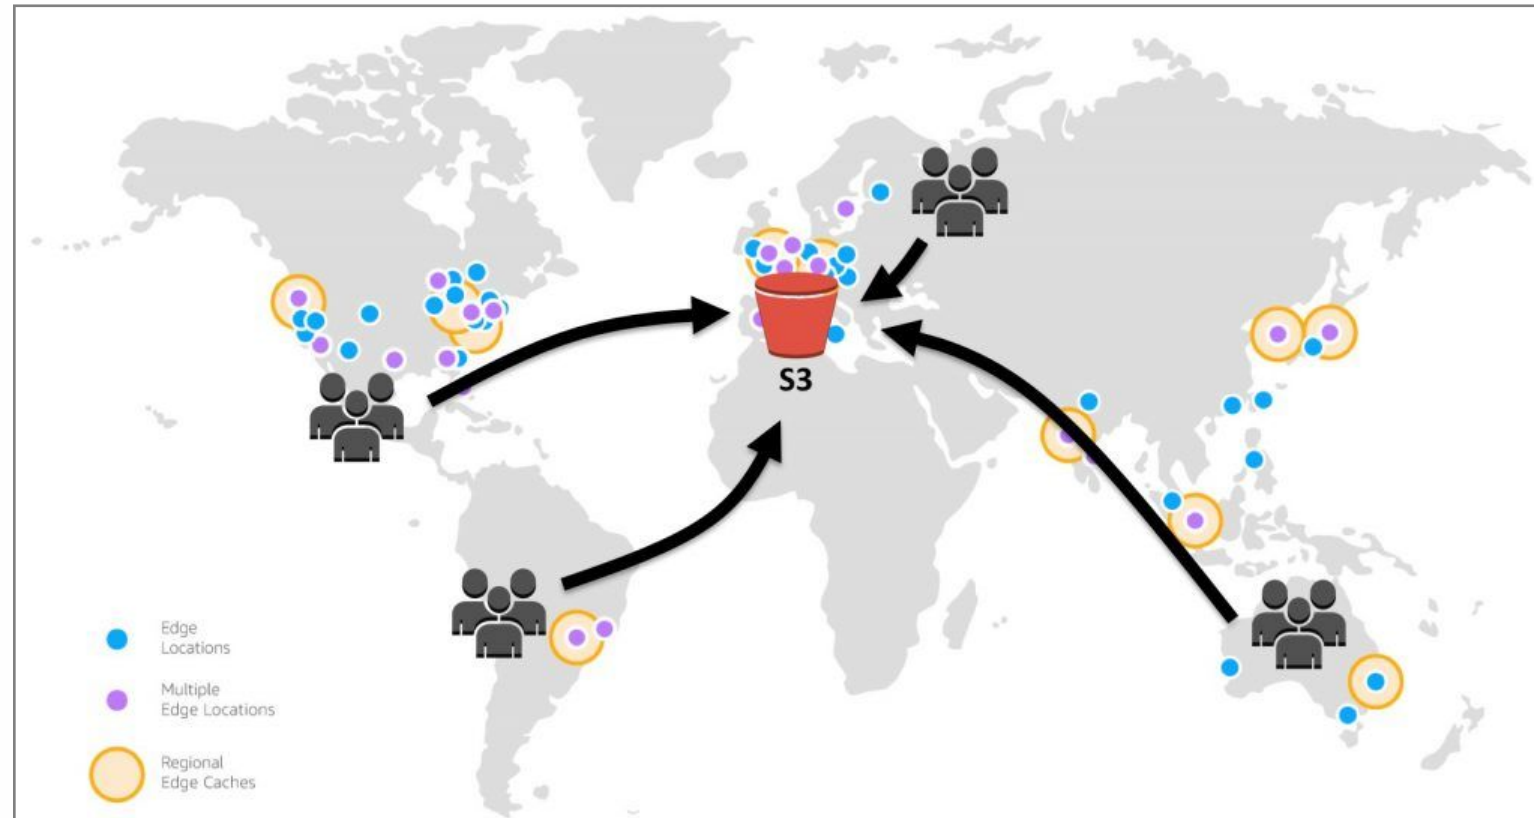 S3
Edge
Locations
Multiple
Edge Locations
Regional
Edge Caches